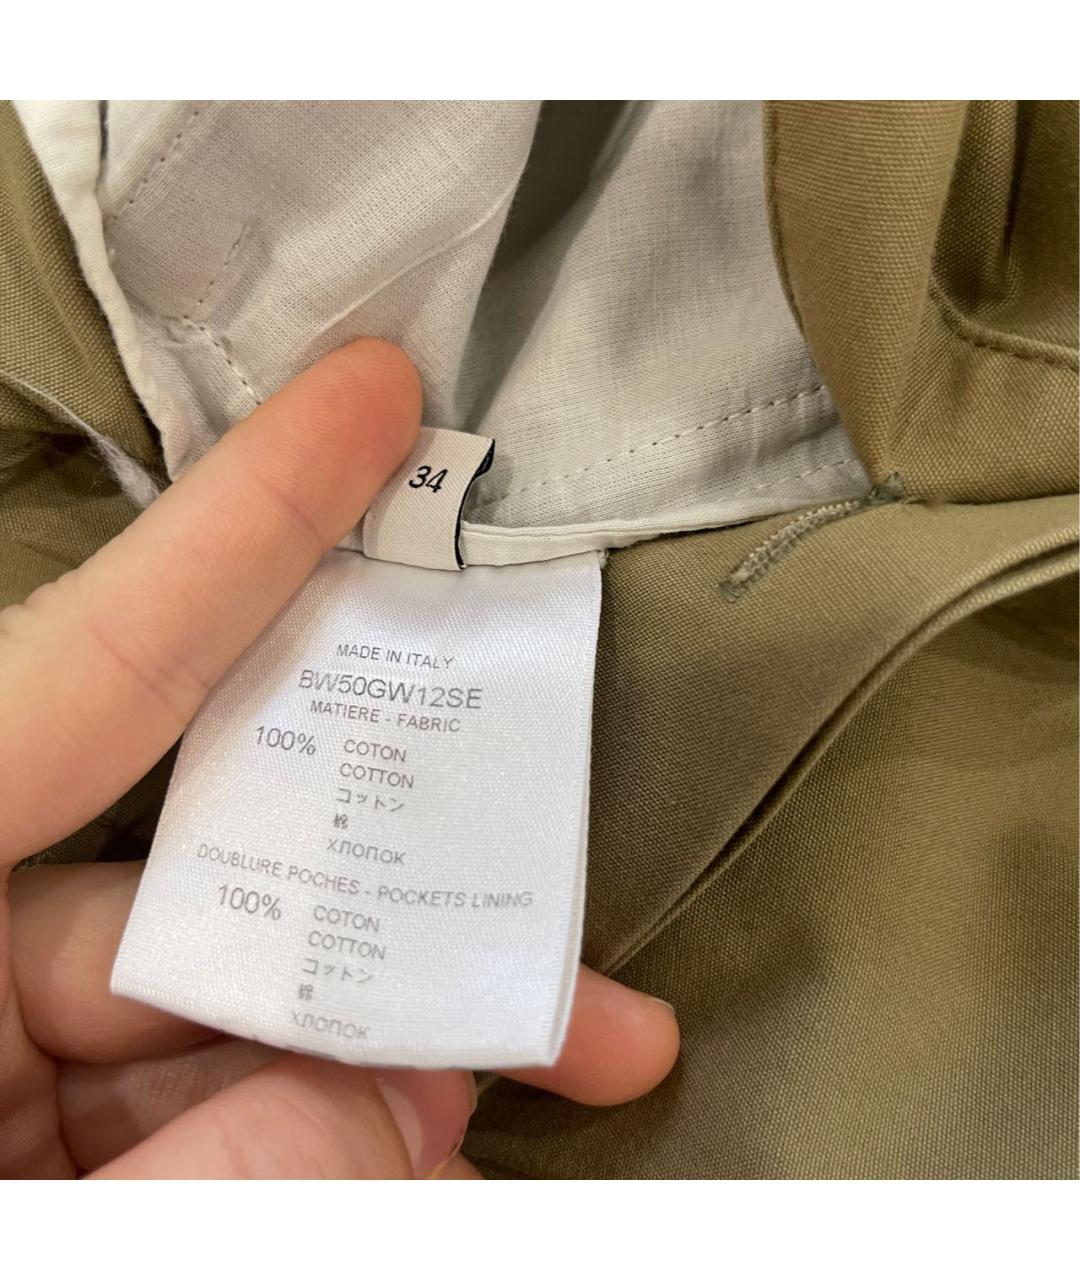 34
MADE IN ITALY
BW50GW12SE
MATIERE - FABRIC
100% COTON
COTTON
コットン
棉
ХЛОПОК
DOUBLURE POCHES - POCKETS LINING
100% COTON
COTTON
コットン
棉
ХЛОПОК